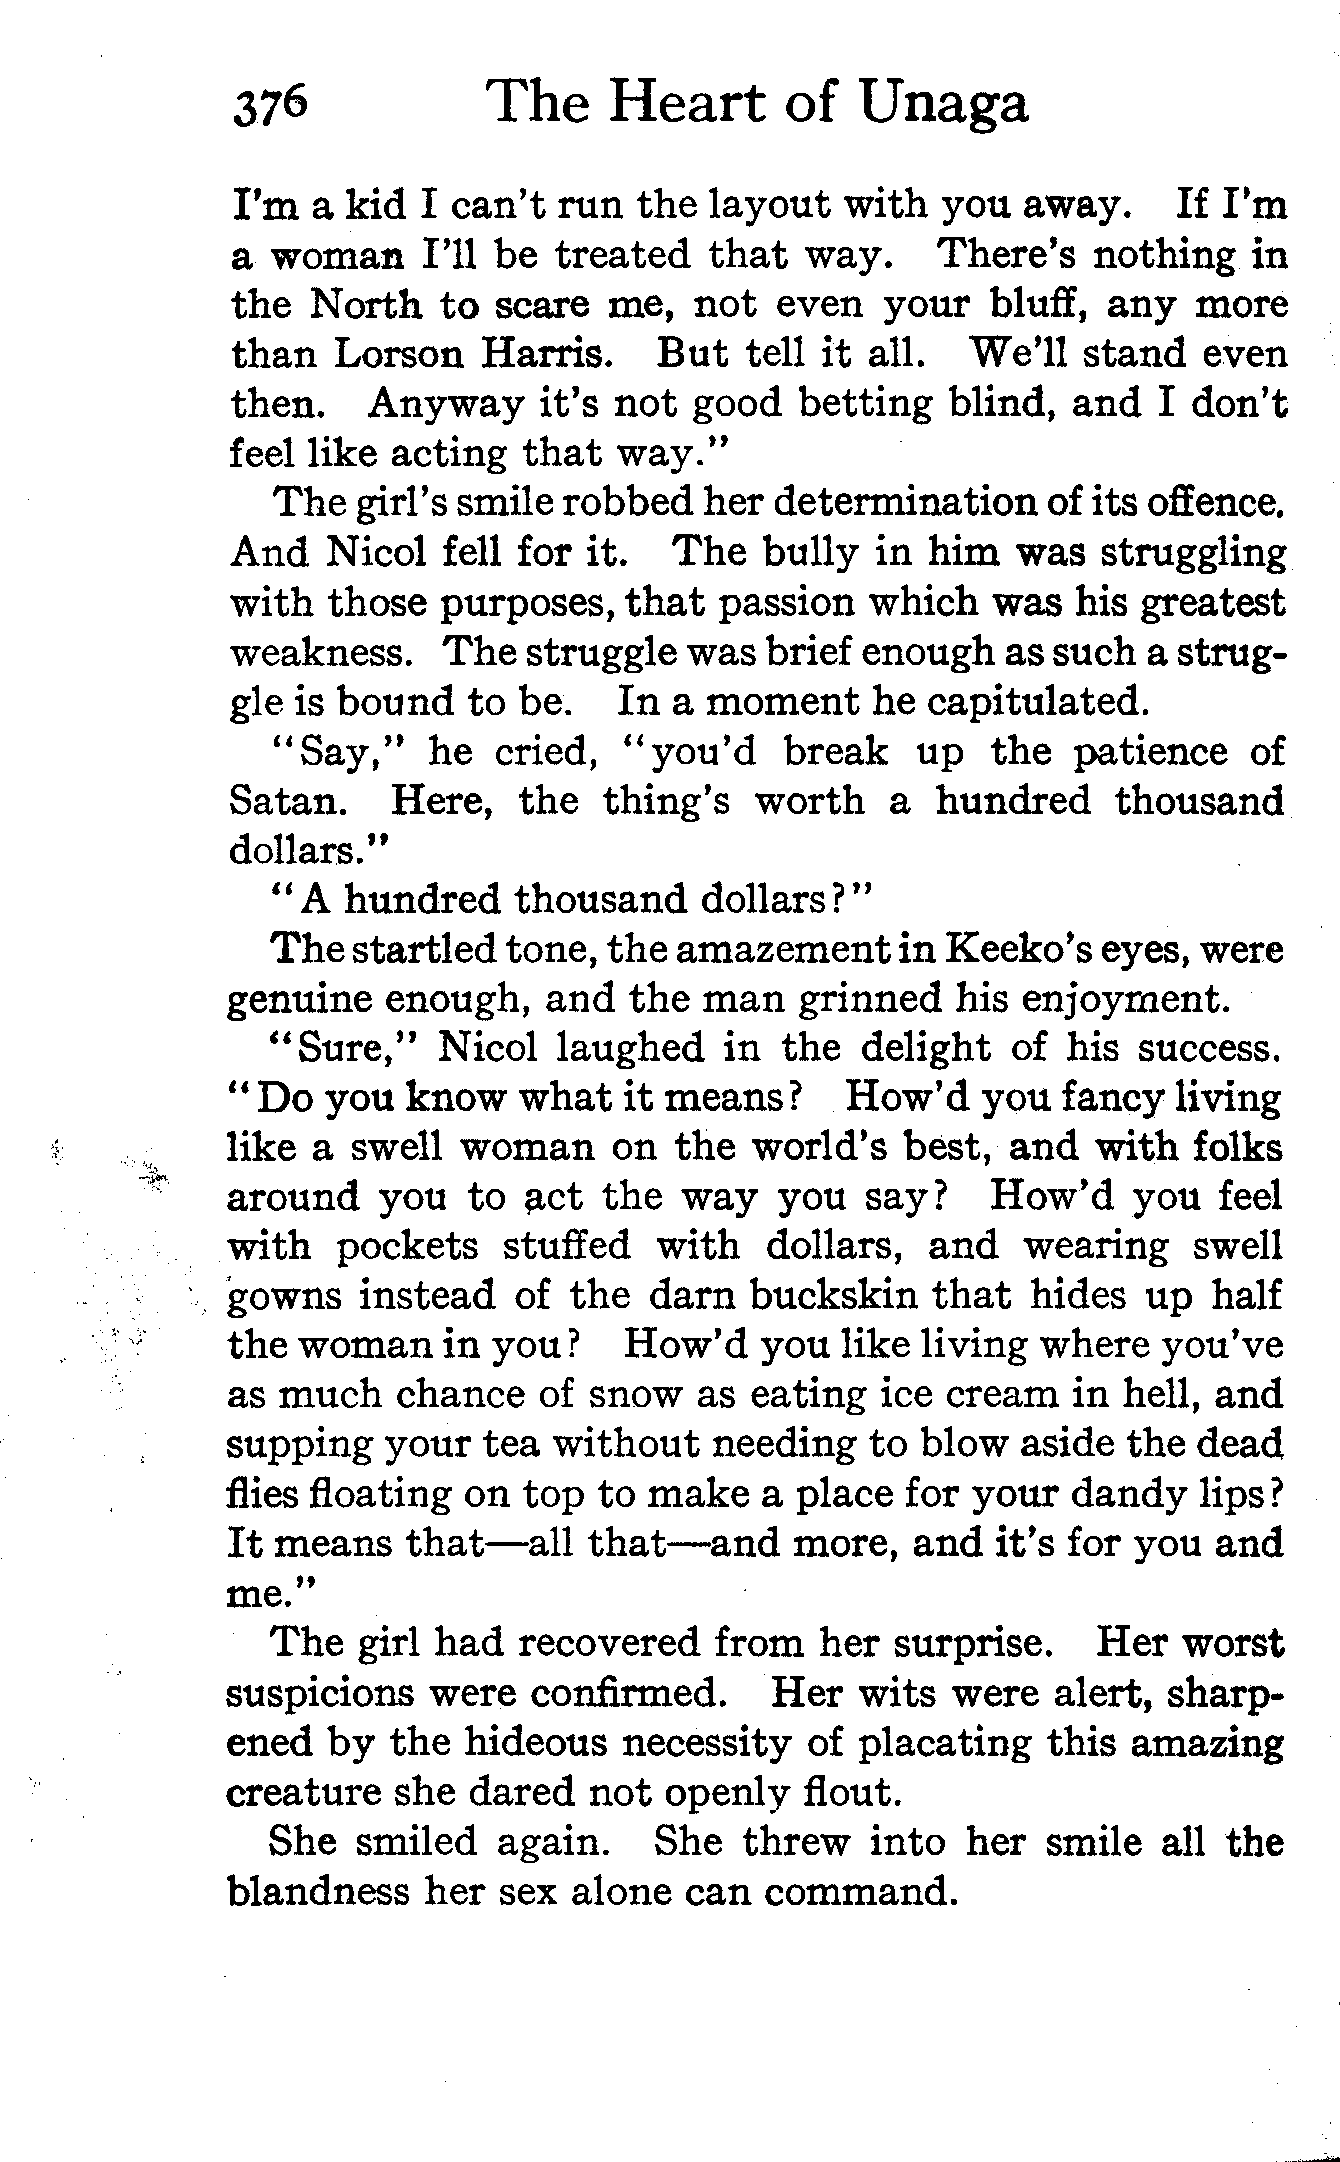 376 The Heart of Unaga
I'm a kid I can't run the layout with you away. If I'm
a woman I'll be treated that way. There's nothing in
the North to scare me, not even your bluff, any more
than Lorson Harris. But tell it all. We'll stand even
then. Anyway it's not good betting blind, and I don't
feel like acting that way."
The girl's smile robbed her determination of its offence.
And Nicol fell for it. The bully in him was struggling
with those purposes, that passion which was his greatest
weakness. The struggle was brief enough as such a strug-
gle is bound to be. In a moment he capitulated.
"Say," he cried, "you'd break up the patience of
Satan. Here, the thing's worth a hundred thousand
dollars."
"A hundred thousand dollars?"
The startled tone, the amazement in Keeko's eyes, were
genuine enough, and the man grinned his enjoyment.
"Sure," Nicol laughed in the delight of his success.
"Do you know what it means? How'd you fancy living
like a swell woman on the world's best, and with folks
around you to act the way you say? How'd you feel
with pockets stuffed with dollars, and wearing swell
gowns instead of the darn buckskin that hides up half
the woman in you? How'd you like living where you've
as much chance of snow as eating ice cream in hell, and
supping your tea without needing to blow aside the dead
flies floating on top to make a place for your dandy lips?
It means that—all that—and more, and it's for you and
me."
The girl had recovered from her surprise. Her worst
suspicions were confirmed. Her wits were alert, sharp-
ened by the hideous necessity of placating this amazing
creature she dared not openly flout.
She smiled again. She threw into her smile all the
blandness her sex alone can command.